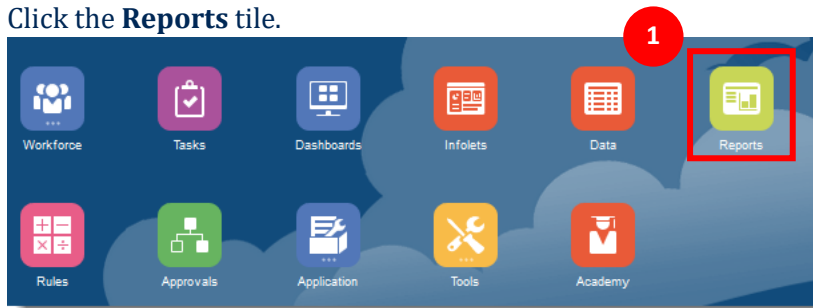 Click the Reports tile.
1
Workforce Tasks Dashboards Infolets Data Reports
Rules Approvals Application Tools Academy